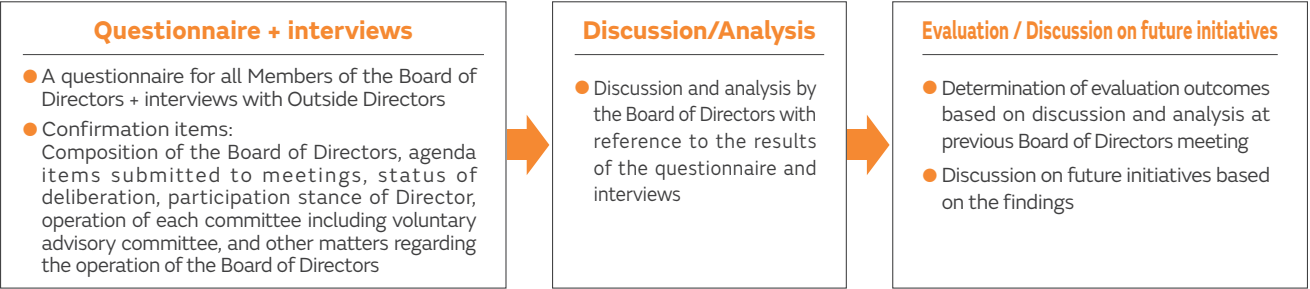 Questionnaire + interviews
● A questionnaire for all Members of the Board of
Directors + interviews with Outside Directors
● Confirmation items:
Composition of the Board of Directors, agenda
items submitted to meetings, status of
deliberation, participation stance of Director,
operation of each committee including voluntary
advisory committee, and other matters regarding
the operation of the Board of Directors
Discussion/Analysis
● Discussion and analysis by
the Board of Directors with
reference to the results
of the questionnaire and
interviews
Evaluation / Discussion on future initiatives
● Determination of evaluation outcomes
based on discussion and analysis at
previous Board of Directors meeting
● Discussion on future initiatives based
on the findings